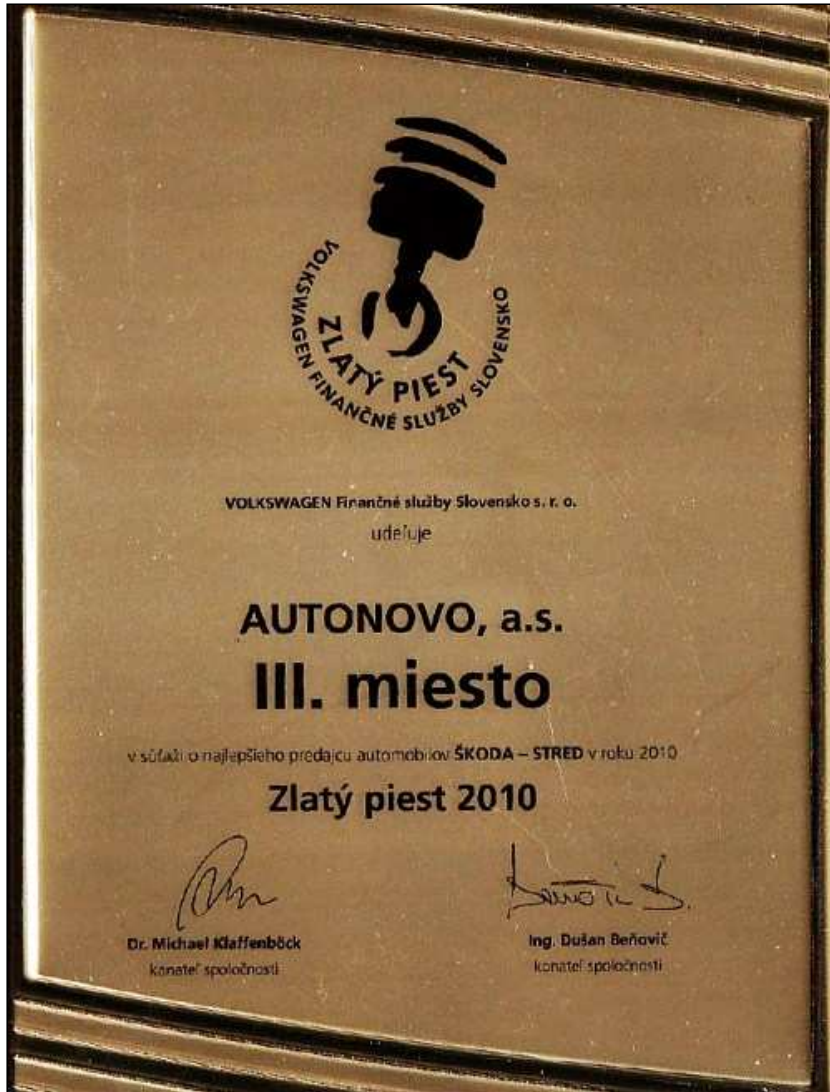 VOLKSWAGEN FINANČNÉ SLUŽBY SLOVENSKO
ZLATÝ PIEST
VOLKSWAGEN Finančné služby Slovensko s. r. o.
udeľuje
AUTONOVO, a.s.
III. miesto
v súťaži o najlepšieho predajcu automobilov ŠKODA – STRED v roku 2010
Zlatý piest 2010
Dr. Michael Klaffenböck
konateľ spoločnosti
Ing. Dušan Beňovič
konateľ spoločnosti